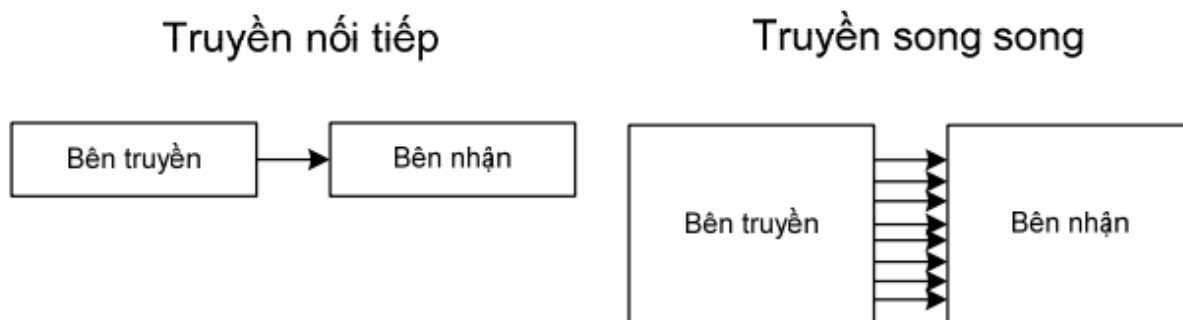 Truyền nối tiếp
Truyền song song
Bên truyền
Bên nhận
Bên truyền
Bên nhận